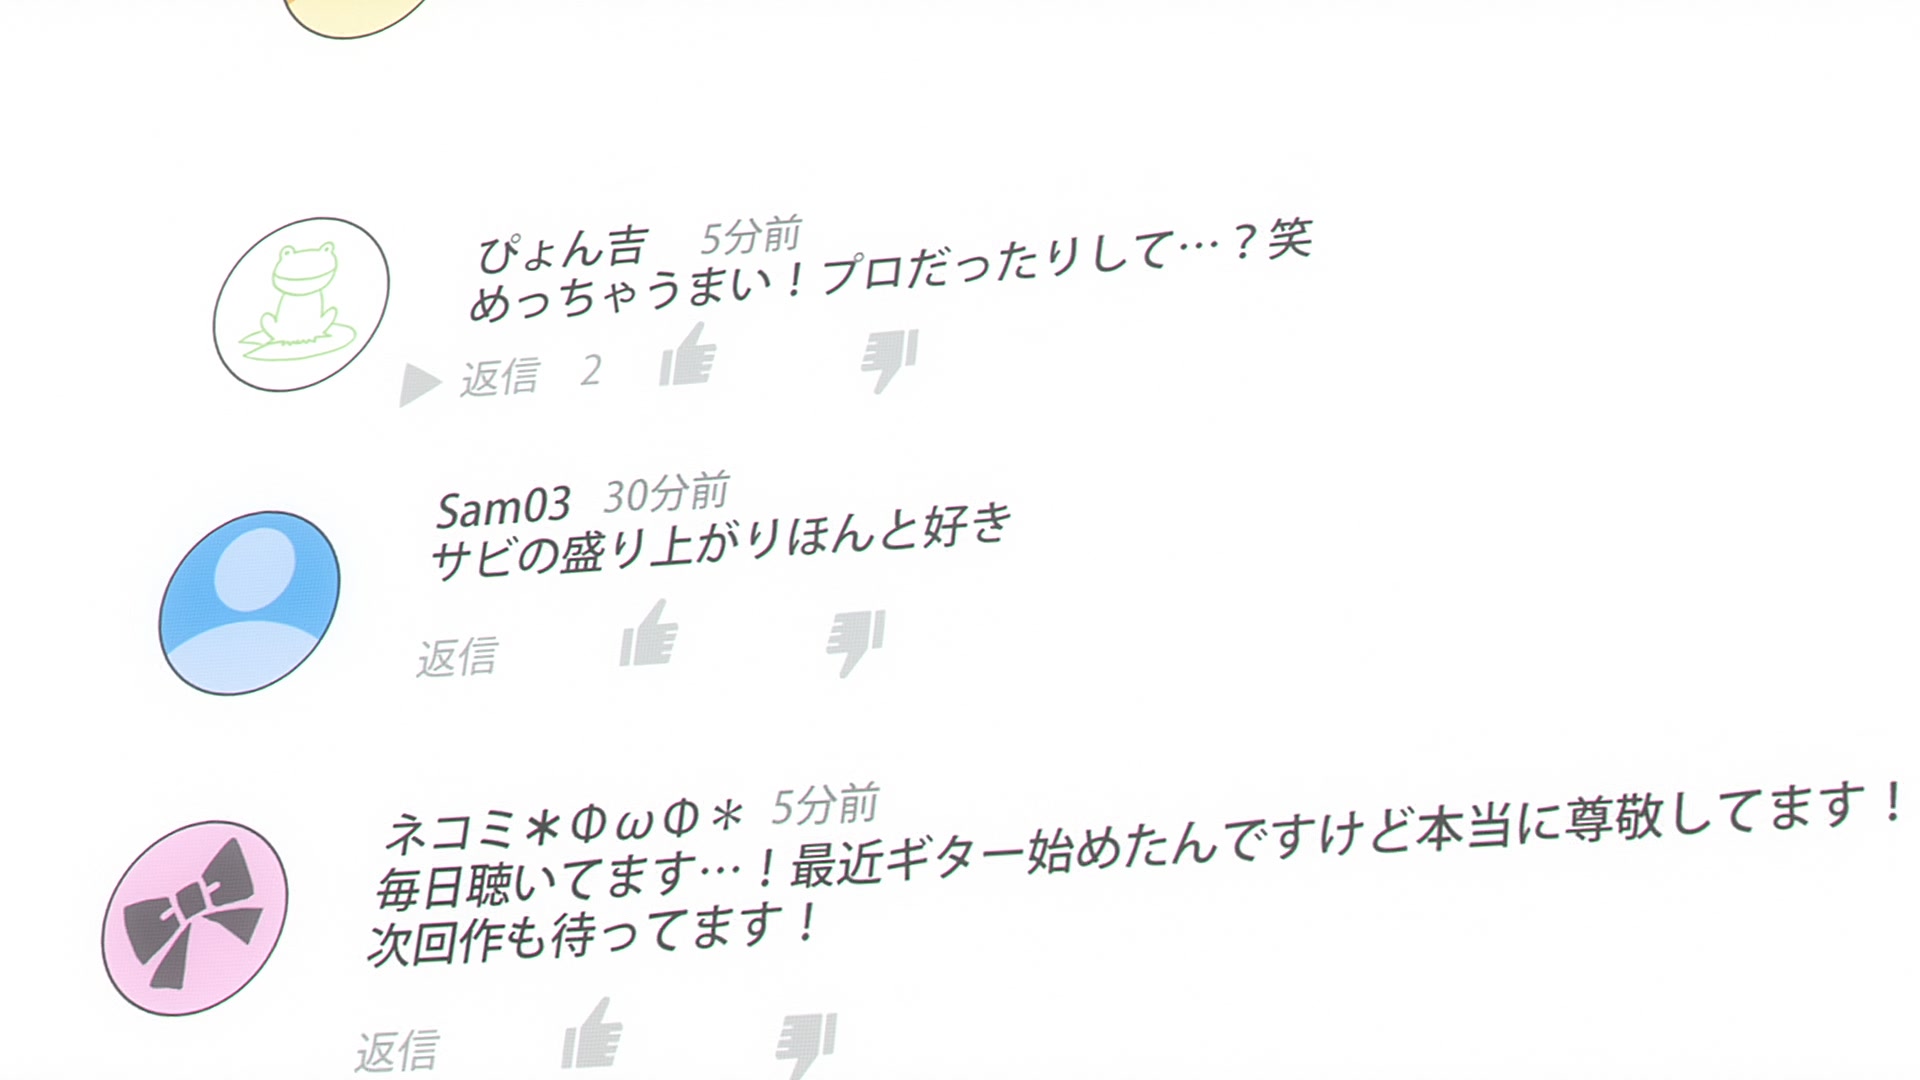 ぴょん吉 5分前
めっちゃうまい！プロだったりして…？笑
返信 2
Sam03 30分前
サビの盛り上がりほんと好き
返信
ネコミ＊ΦωΦ＊ 5分前
毎日聴いてます…！最近ギター始めたんですけど本当に尊敬してます！
次回作も待ってます！
返信